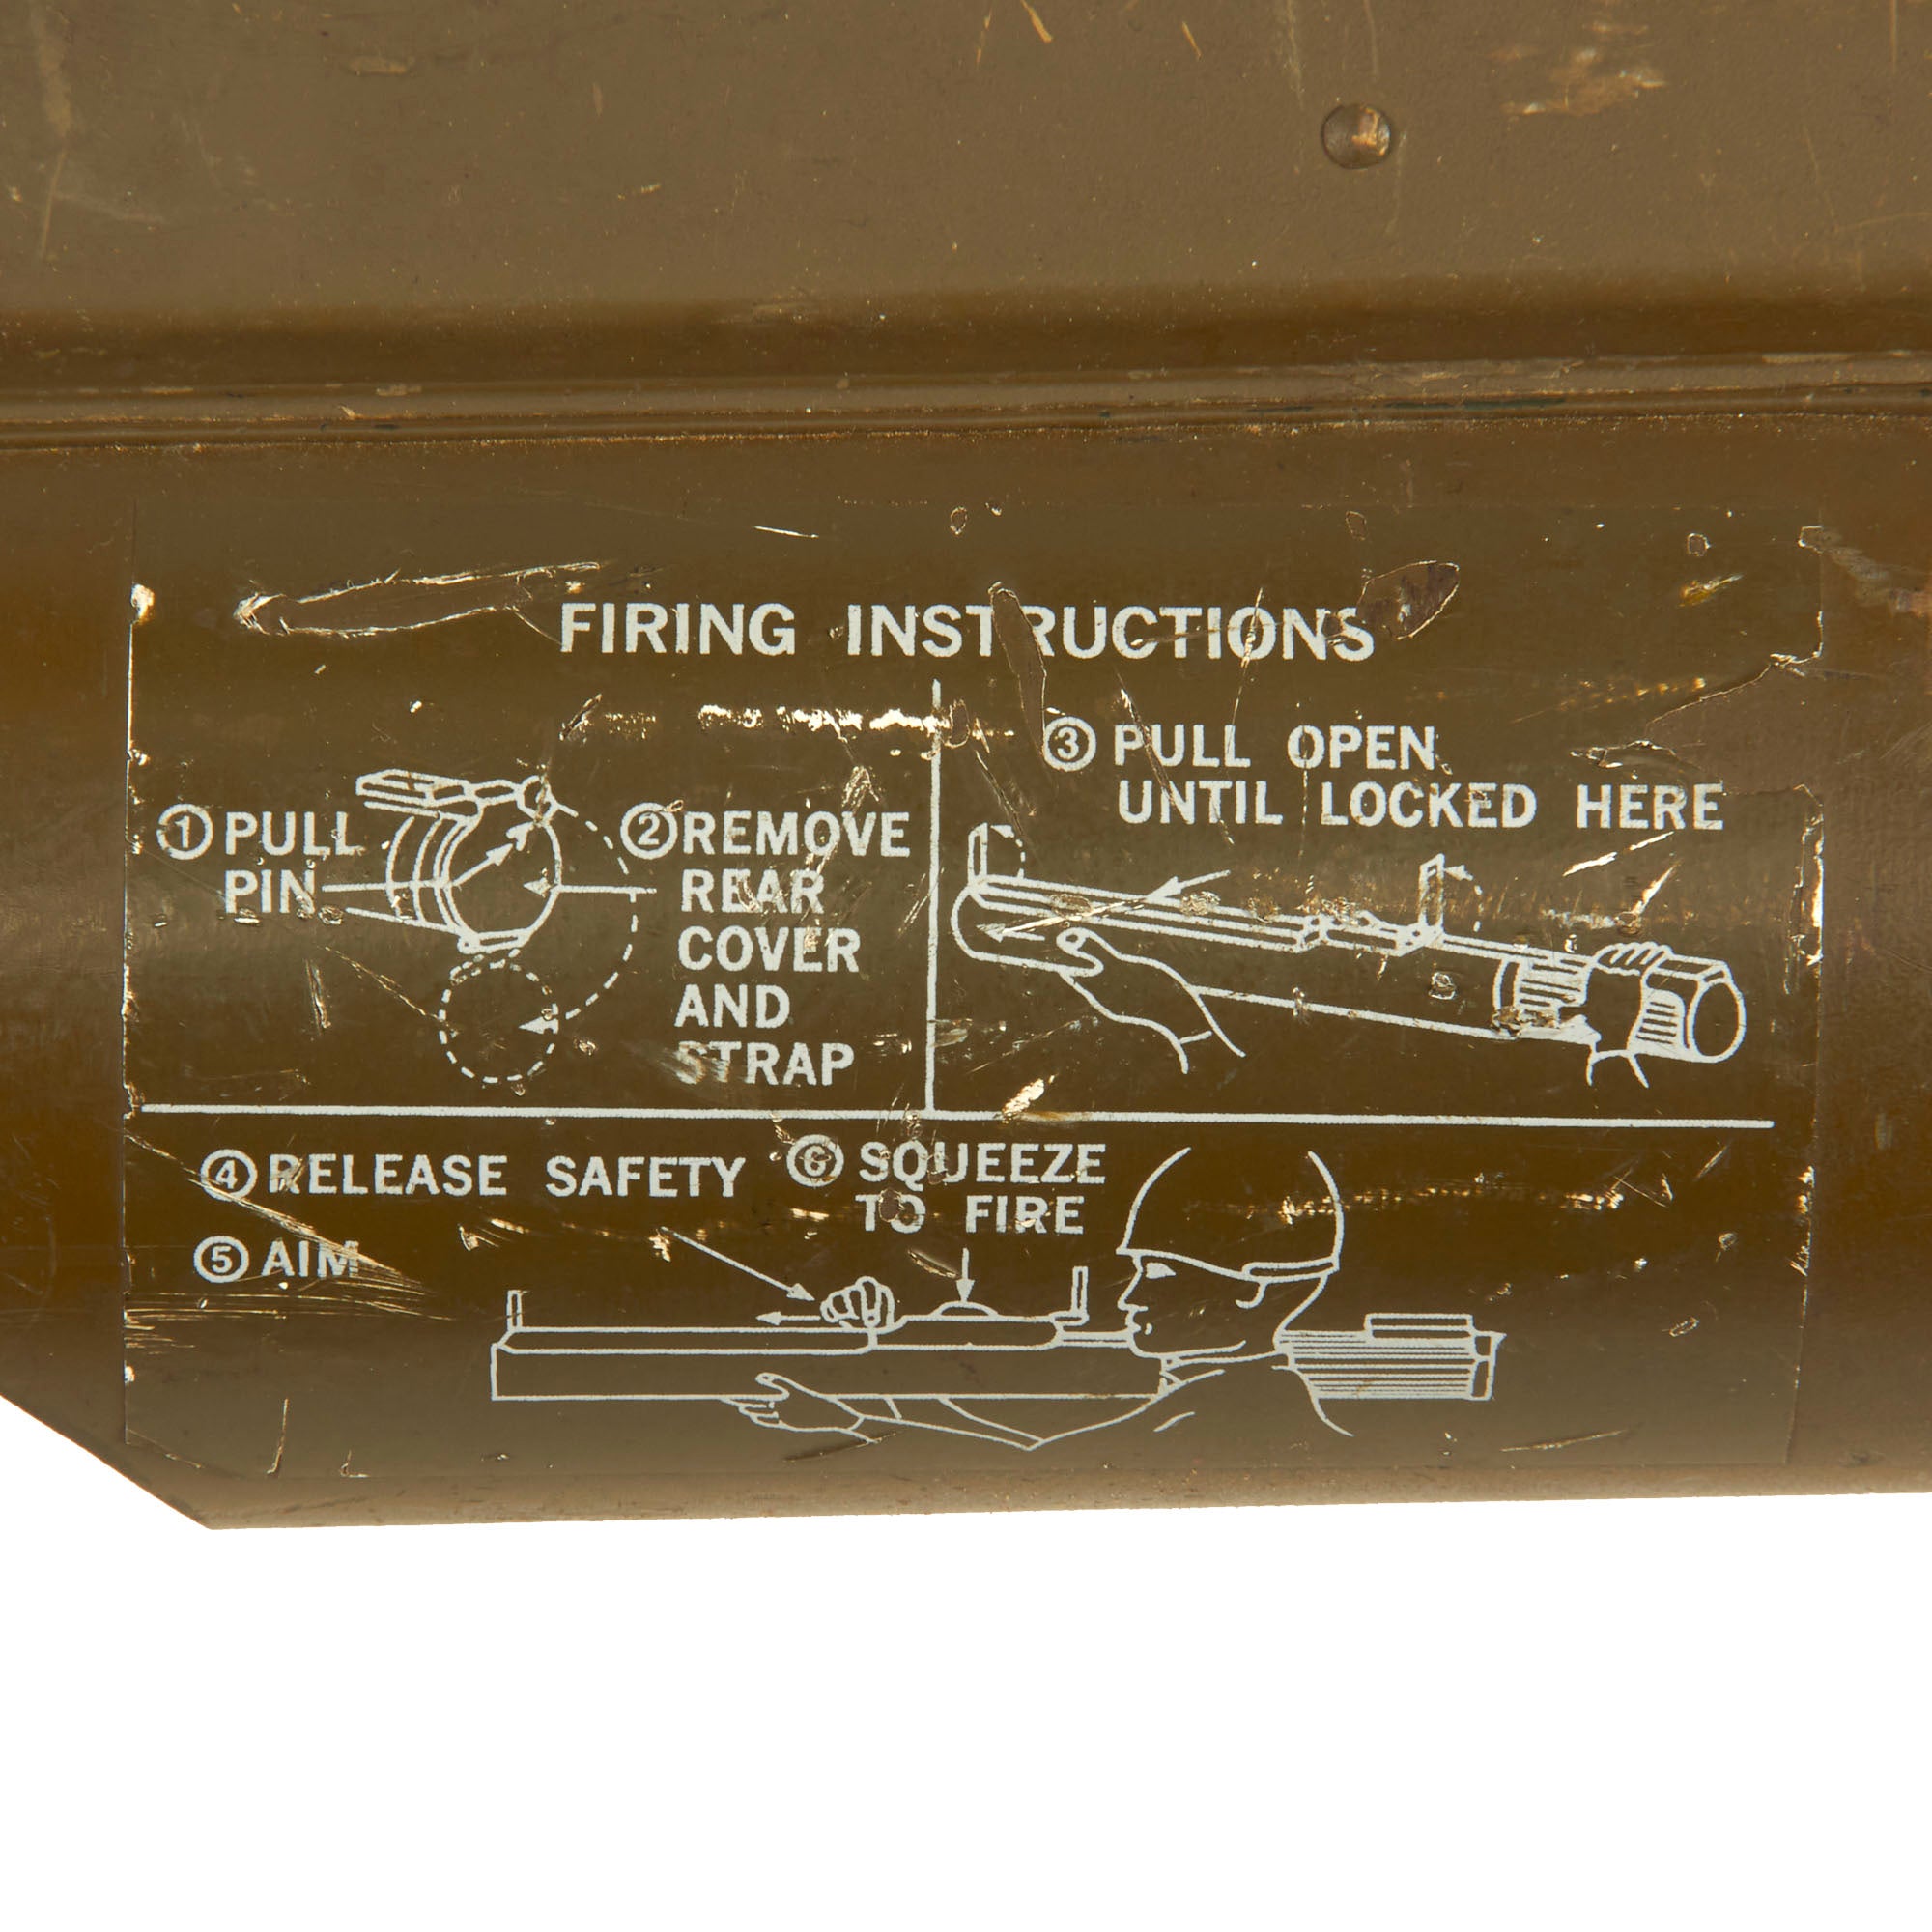 FIRING INSTRUCTIONS
① PULL
PIN
② REMOVE
REAR
COVER
AND
STRAP
③ PULL OPEN
UNTIL LOCKED HERE
④ RELEASE SAFETY
⑤ AIM
⑥ SQUEEZE
TO FIRE